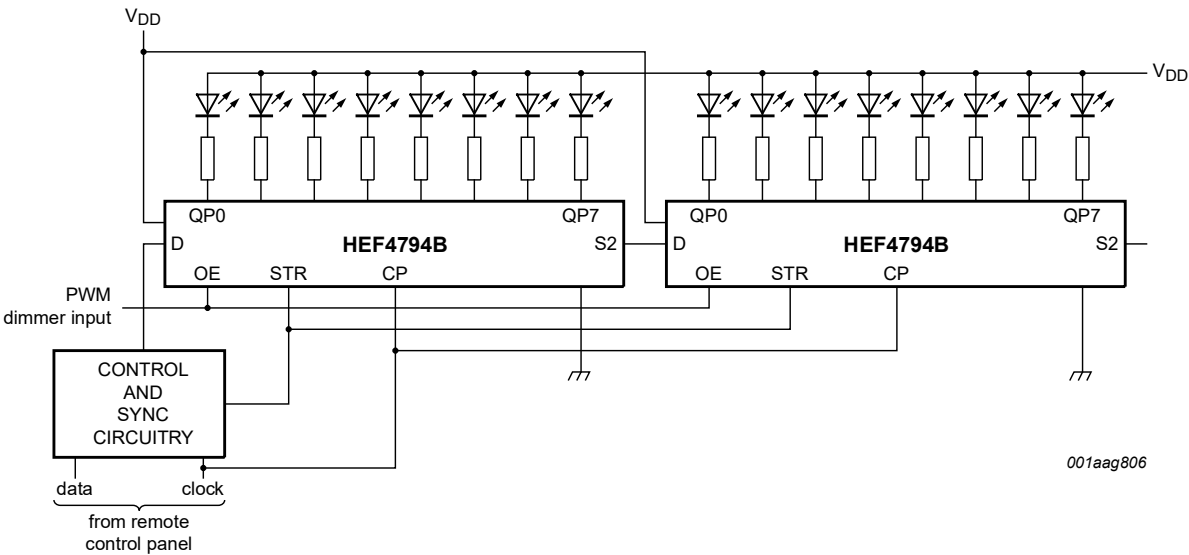 VDD
VDD
QP0
QP7
D
HEF4794B
S2
OE
STR
CP
QP0
QP7
D
HEF4794B
S2
OE
STR
CP
PWM
dimmer input
CONTROL
AND
SYNC
CIRCUITRY
data
clock
from remote
control panel
001aag806